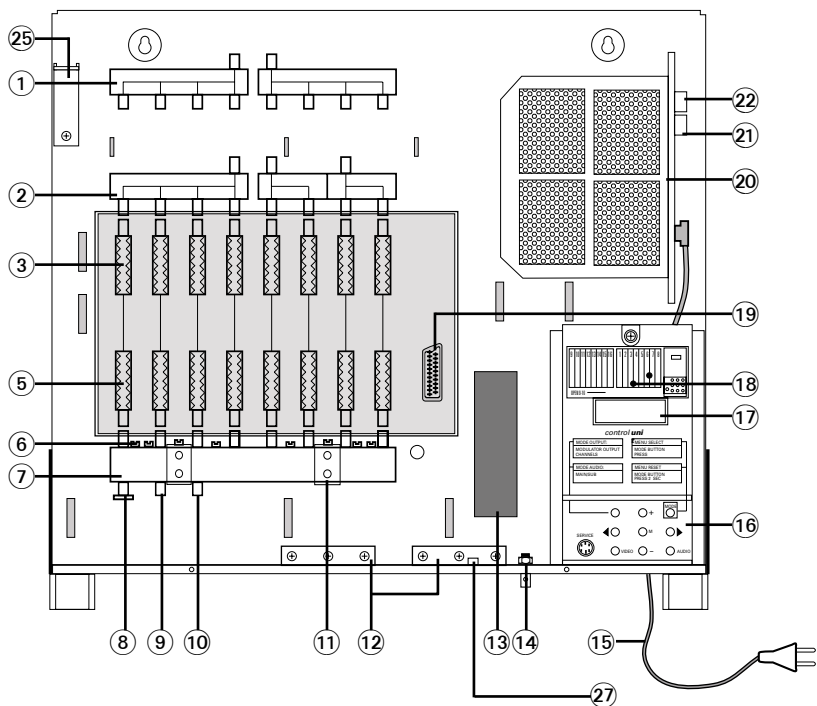 25
1
2
3
5
6
7
8
9
10
11
12
13
14
27
15
16
17
18
19
20
21
22
control uni
MODE OUTPUT:
MODULATOR OUTPUT
CHANNELS
MENU SELECT
MODE BUTTON
PRESS
MODE AUDIO:
MAIN/SUB
MENU RESET
MODE BUTTON
PRESS 2 SEC
MODE
+
M
SERVICE
VIDEO
−
AUDIO